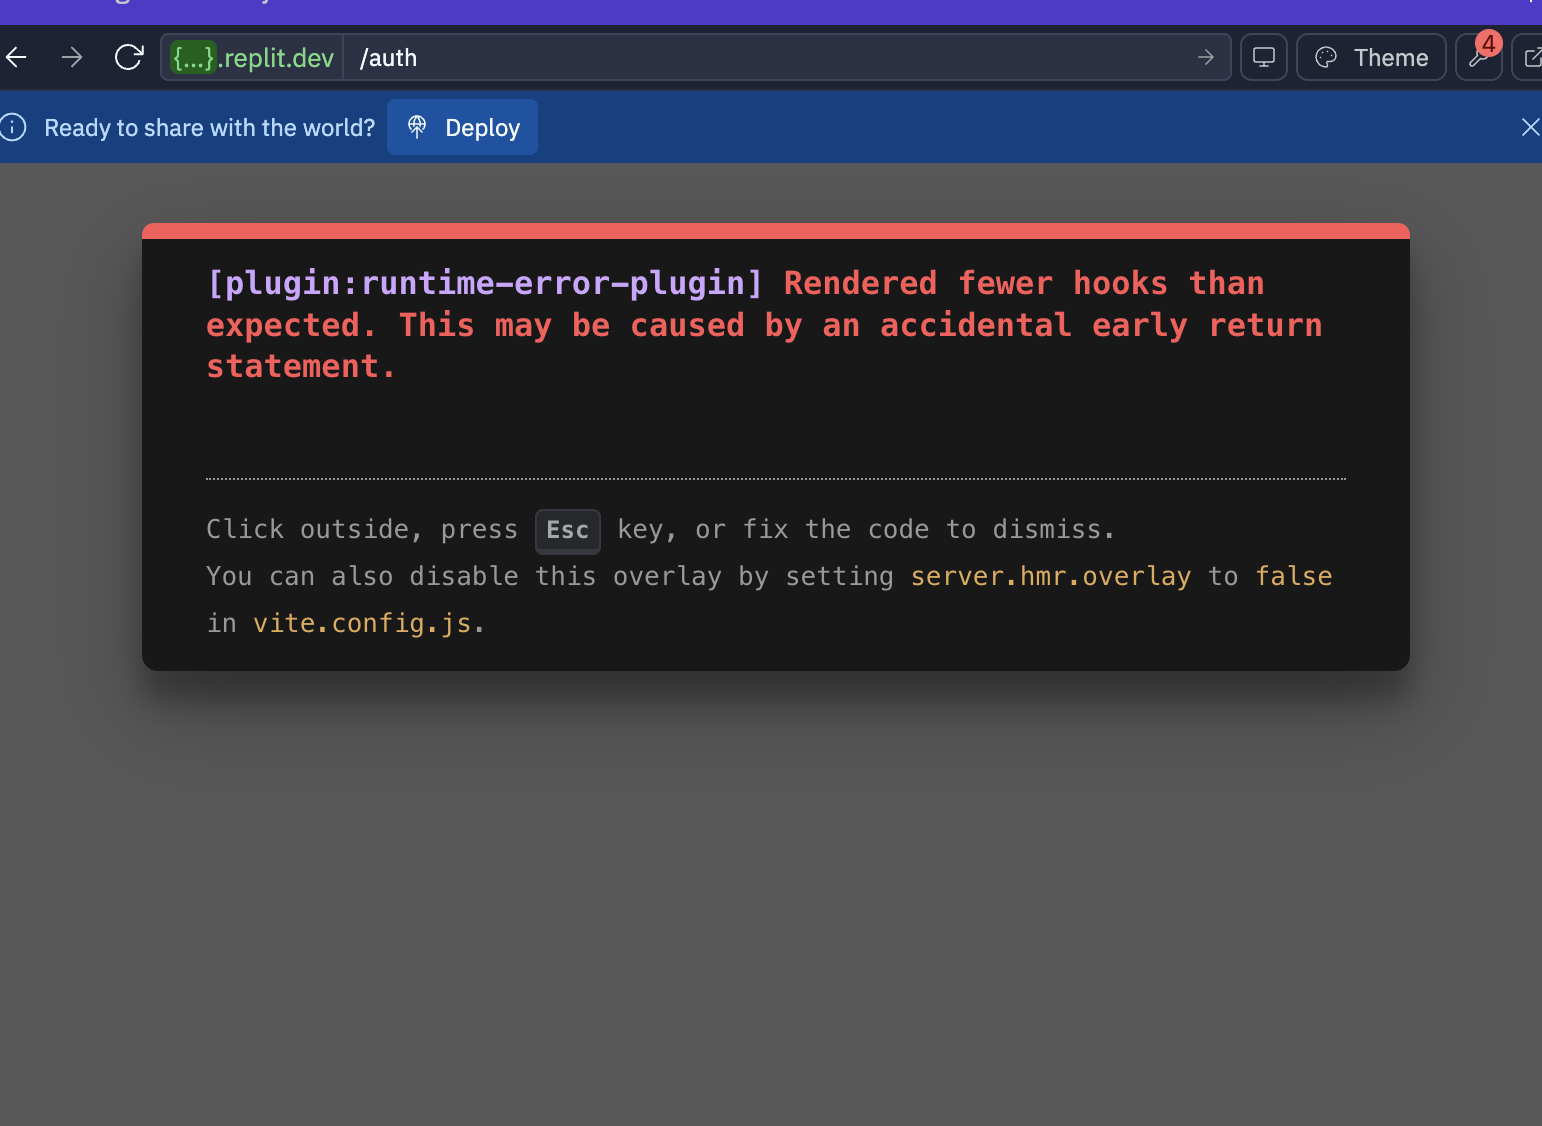 {...}.replit.dev /auth Theme 4
Ready to share with the world? Deploy
[plugin:runtime-error-plugin] Rendered fewer hooks than
expected. This may be caused by an accidental early return
statement.
Click outside, press Esc key, or fix the code to dismiss.
You can also disable this overlay by setting server.hmr.overlay to false
in vite.config.js.